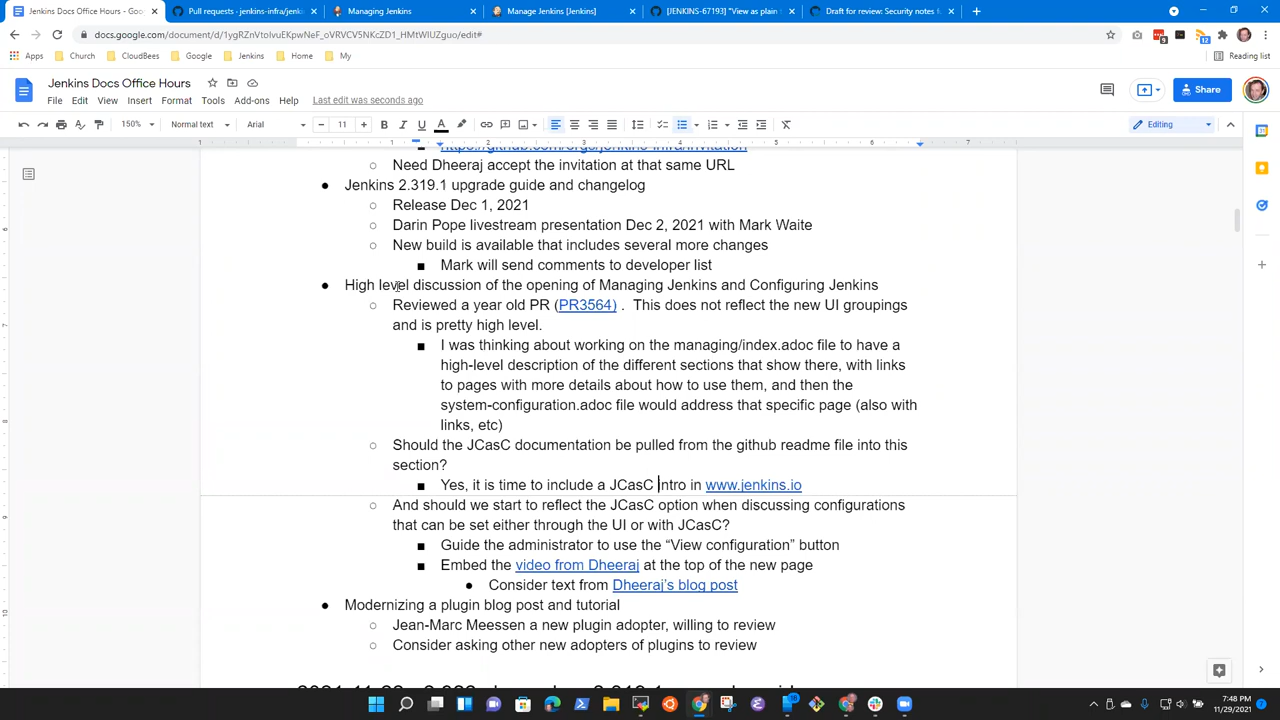 Jenkins Docs Office Hours - Goo
Pull requests · jenkins-infra/jenki
Managing Jenkins
Manage Jenkins [Jenkins]
[JENKINS-67193] "View as plain
Draft for review: Security notes f
docs.google.com/document/d/1ygRZnVtoIvuEKpwNeF_oVRVCV5NKcZD1_HMtWIUZguo/edit#
Apps
Church
CloudBees
Google
Jenkins
Home
My
Reading list
Jenkins Docs Office Hours
File Edit View Insert Format Tools Add-ons Help Last edit was seconds ago
Share
150% Normal text Arial 11 Editing
Need Dheeraj accept the invitation at that same URL
Jenkins 2.319.1 upgrade guide and changelog
Release Dec 1, 2021
Darin Pope livestream presentation Dec 2, 2021 with Mark Waite
New build is available that includes several more changes
Mark will send comments to developer list
High level discussion of the opening of Managing Jenkins and Configuring Jenkins
Reviewed a year old PR (PR3564) . This does not reflect the new UI groupings
and is pretty high level.
I was thinking about working on the managing/index.adoc file to have a
high-level description of the different sections that show there, with links
to pages with more details about how to use them, and then the
system-configuration.adoc file would address that specific page (also with
links, etc)
Should the JCasC documentation be pulled from the github readme file into this
section?
Yes, it is time to include a JCasC intro in www.jenkins.io
And should we start to reflect the JCasC option when discussing configurations
that can be set either through the UI or with JCasC?
Guide the administrator to use the “View configuration” button
Embed the video from Dheeraj at the top of the new page
Consider text from Dheeraj’s blog post
Modernizing a plugin blog post and tutorial
Jean-Marc Meessen a new plugin adopter, willing to review
Consider asking other new adopters of plugins to review
7:48 PM
11/29/2021